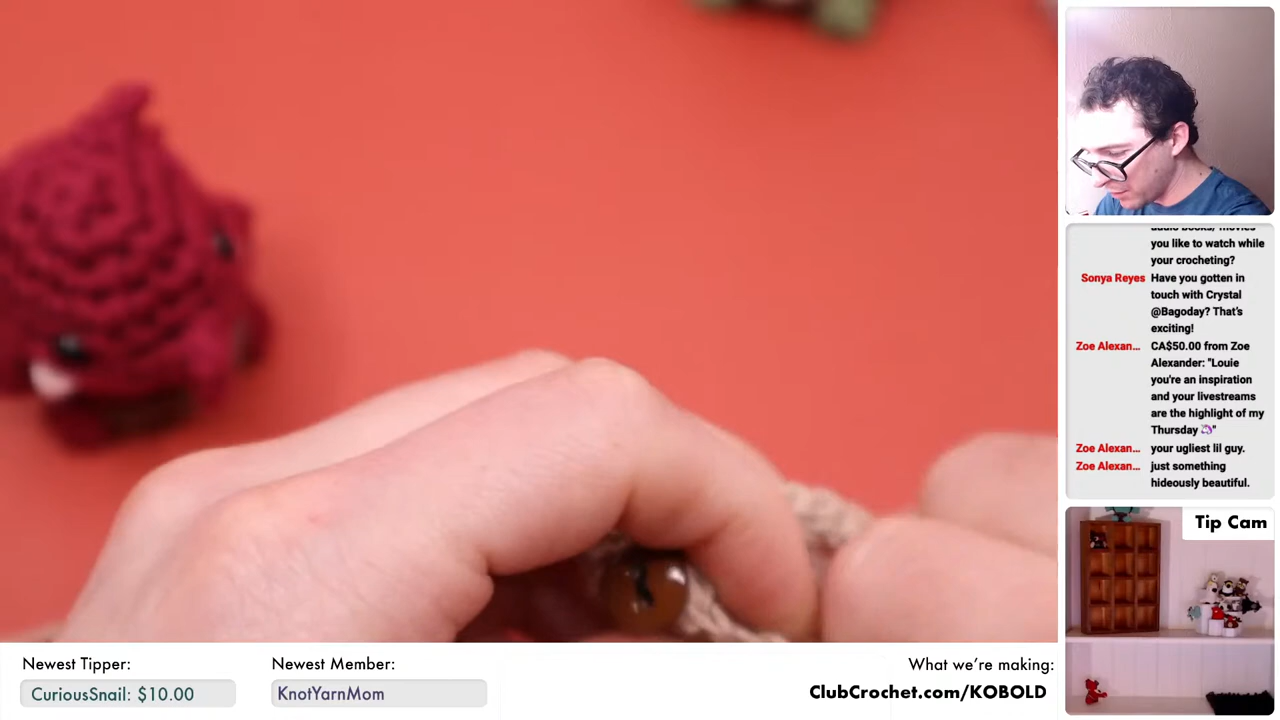 audio books/ movies
you like to watch while
your crocheting?
Sonya Reyes Have you gotten in
touch with Crystal
@Bagoday? That's
exciting!
Zoe Alexan... CA$50.00 from Zoe
Alexander: "Louie
you're an inspiration
and your livestreams
are the highlight of my
Thursday 🦄"
Zoe Alexan... your ugliest lil guy.
Zoe Alexan... just something
hideously beautiful.
Tip Cam
Newest Tipper:
CuriousSnail: $10.00
Newest Member:
KnotYarnMom
What we're making:
ClubCrochet.com/KOBOLD